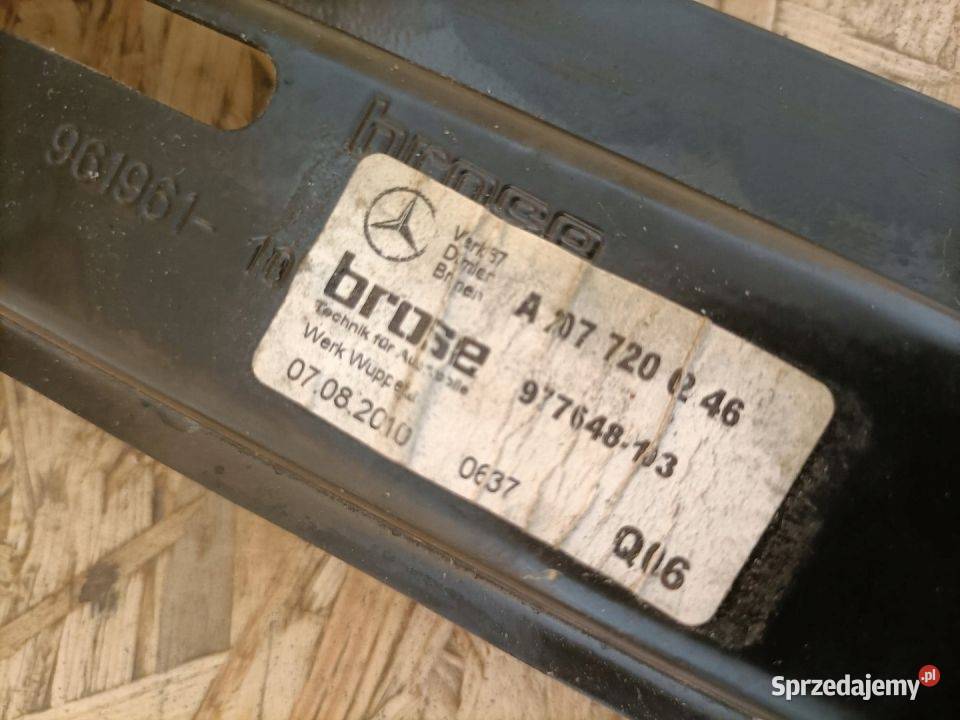 961961-
10
brose
Werk 67
Bremen
brose
Technik für Automobile
Werk Wuppertal
07.08.2010
A 207 720 02 46
977648-103
0637
Q06
Sprzedajemy.pl